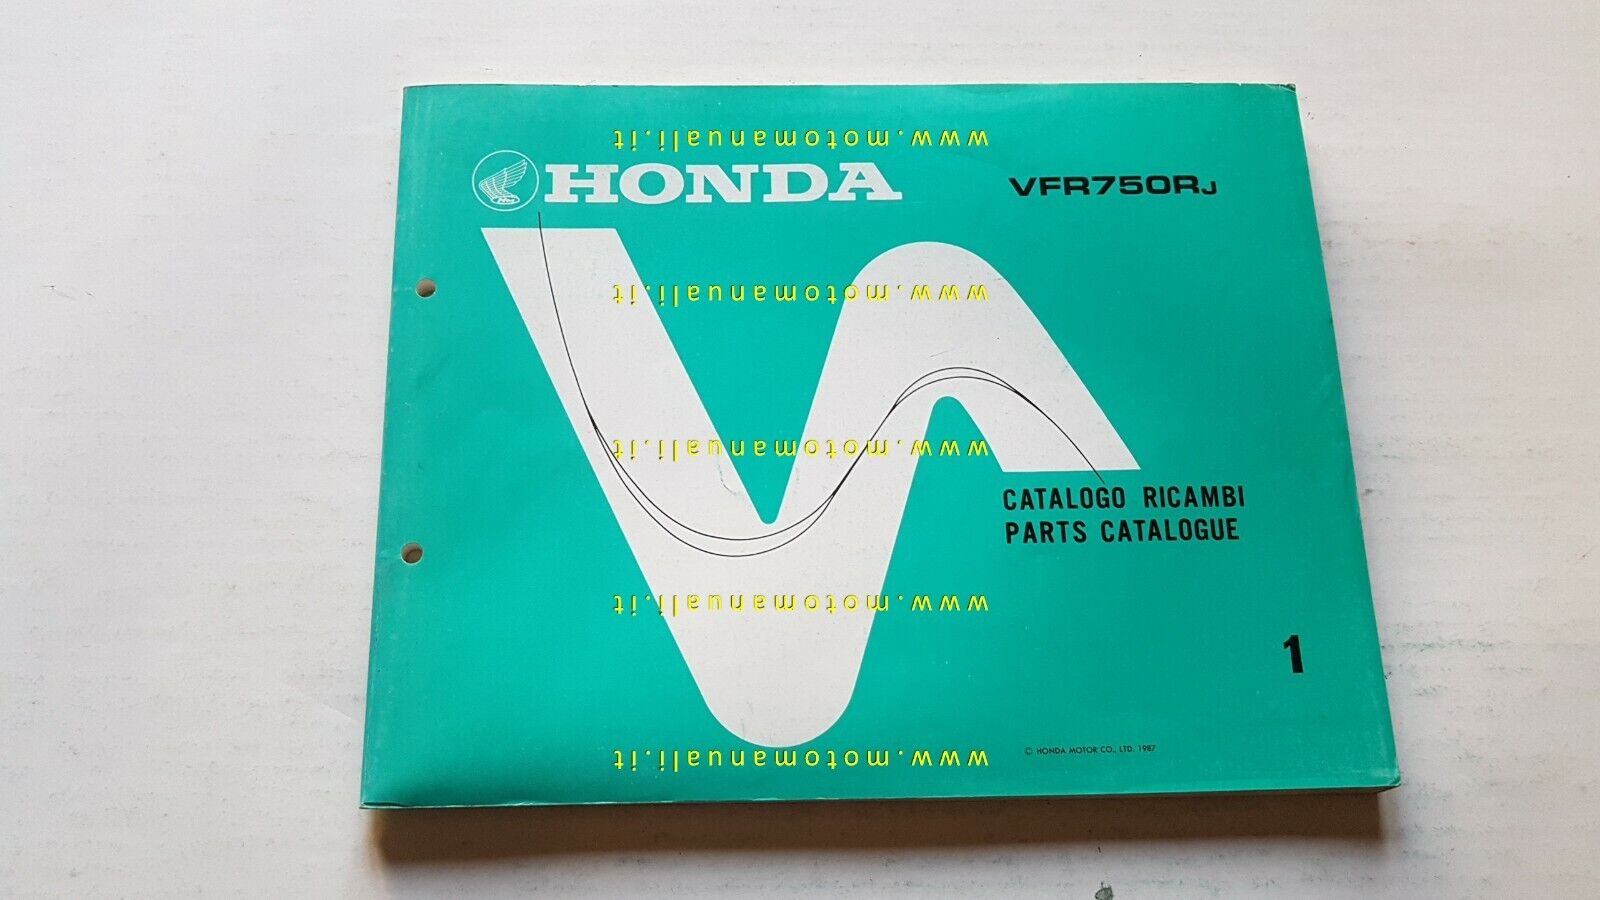 www.motomanuali.it
HONDA
VFR750RJ
www.motomanuali.it
www.motomanuali.it
CATALOGO RICAMBI
PARTS CATALOGUE
www.motomanuali.it
1
© HONDA MOTOR CO., LTD. 1987
www.motomanuali.it